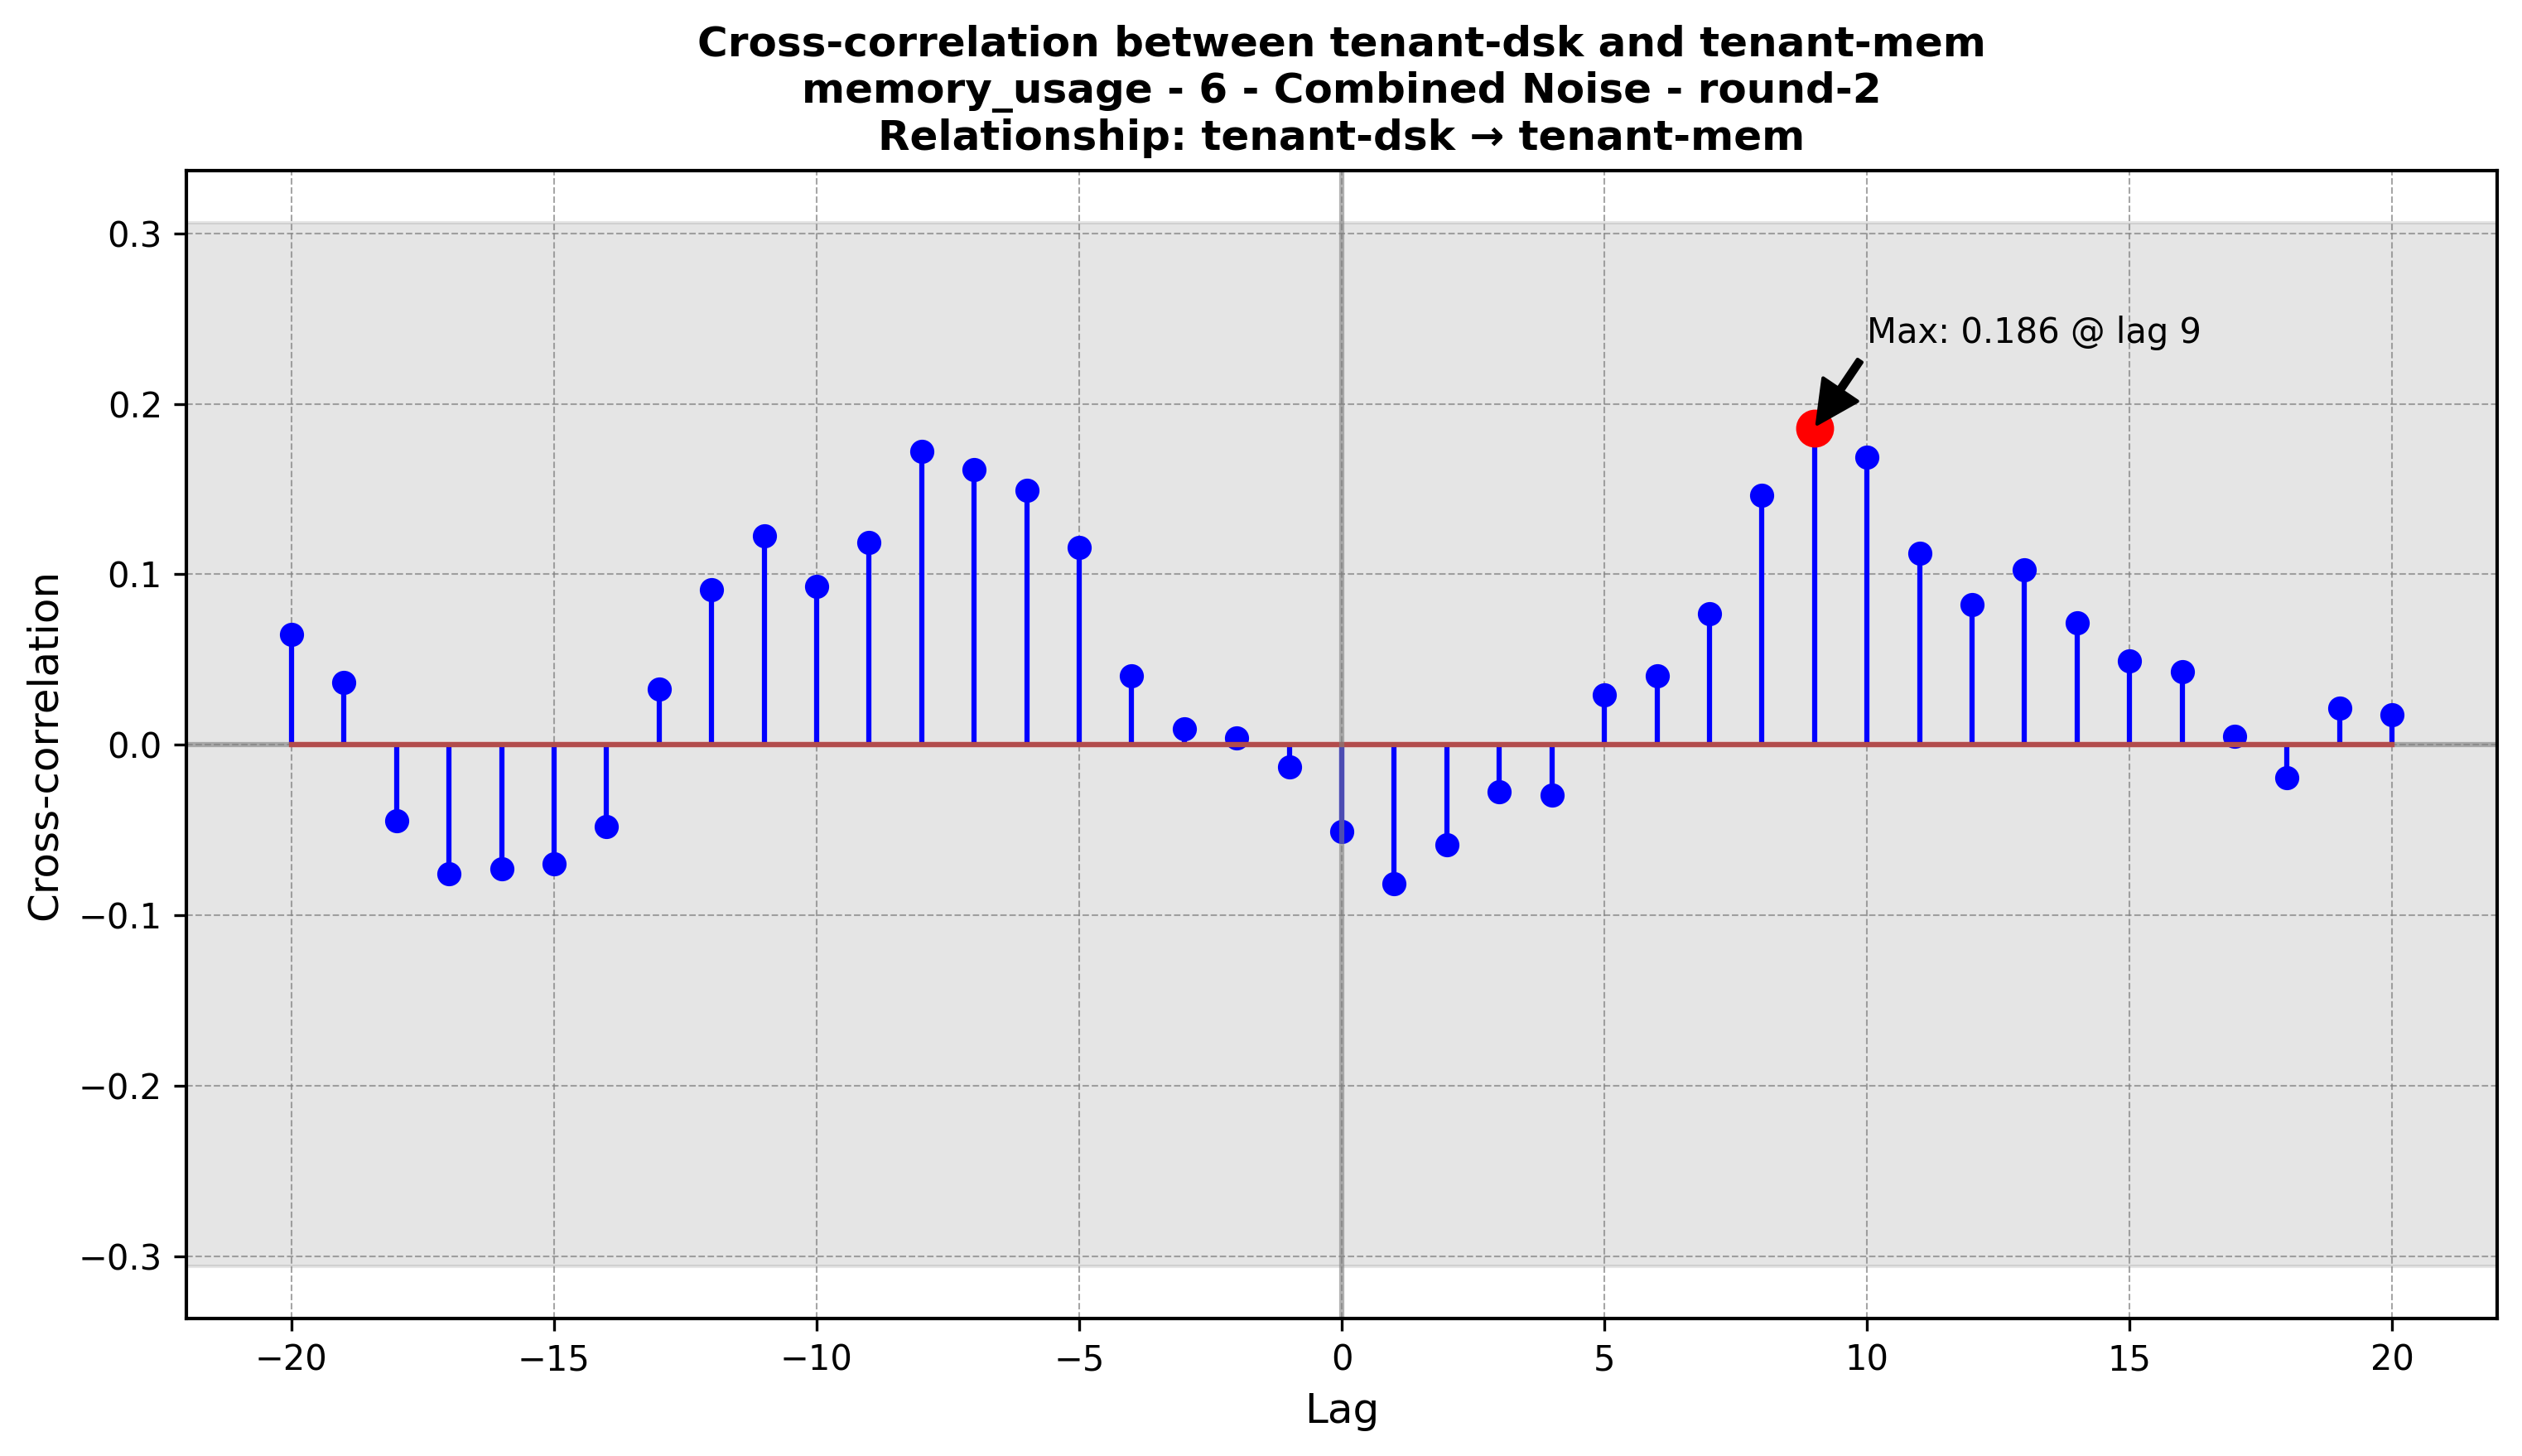 Cross-correlation between tenant-dsk and tenant-mem
memory_usage - 6 - Combined Noise - round-2
Relationship: tenant-dsk → tenant-mem
Cross-correlation
0.3
0.2
0.1
0.0
−0.1
−0.2
−0.3
Max: 0.186 @ lag 9
−20 −15 −10 −5 0 5 10 15 20
Lag